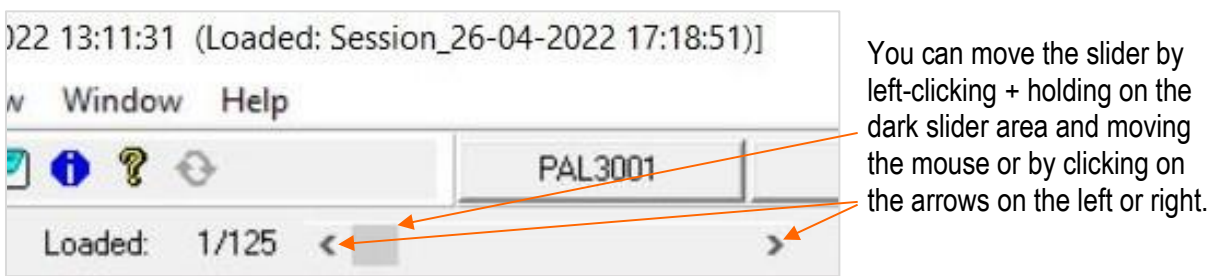 022 13:11:31 (Loaded: Session_26-04-2022 17:18:51)]
w Window Help
PAL3001
Loaded: 1/125
You can move the slider by
left-clicking + holding on the
dark slider area and moving
the mouse or by clicking on
the arrows on the left or right.